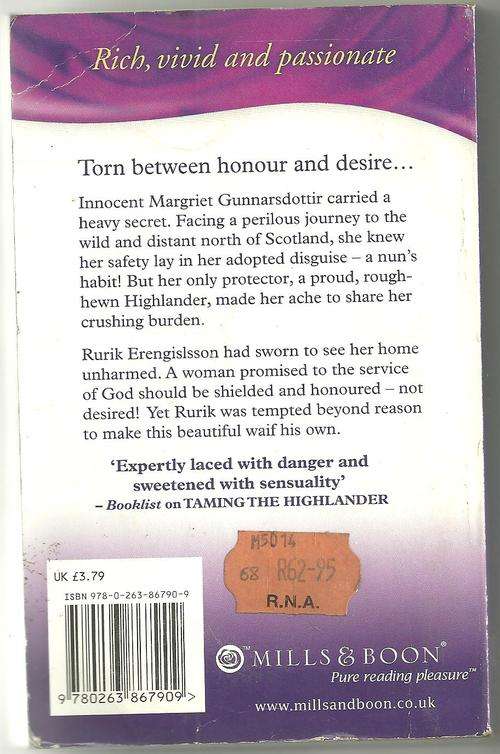 Rich, vivid and passionate
Torn between honour and desire…
Innocent Margriet Gunnarsdottir carried a
heavy secret. Facing a perilous journey to the
wild and distant north of Scotland, she knew
her safety lay in her adopted disguise – a nun's
habit! But her only protector, a proud, rough-
hewn Highlander, made her ache to share her
crushing burden.
Rurik Erengislsson had sworn to see her home
unharmed. A woman promised to the service
of God should be shielded and honoured – not
desired! Yet Rurik was tempted beyond reason
to make this beautiful waif his own.
'Expertly laced with danger and
sweetened with sensuality'
– Booklist on TAMING THE HIGHLANDER
M5014
68 R62-95
R.N.A.
UK £3.79
ISBN 978-0-263-86790-9
9 780263 867909 >
™ MILLS & BOON®
Pure reading pleasure™
www.millsandboon.co.uk